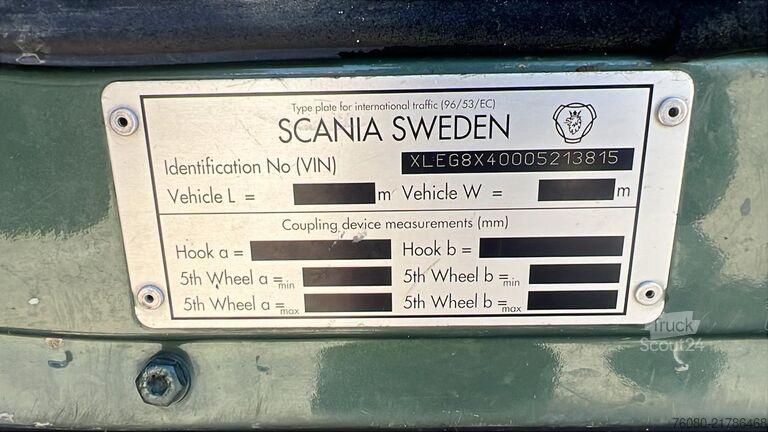 Type plate for international traffic (96/53/EC)
SCANIA SWEDEN
Identification No (VIN) XLEG8X40005213815
Vehicle L = m Vehicle W = m
Coupling device measurements (mm)
Hook a = Hook b =
5th Wheel a =min 5th Wheel b =min
5th Wheel a =max 5th Wheel b =max
Truck
Scout24
76080-21786468